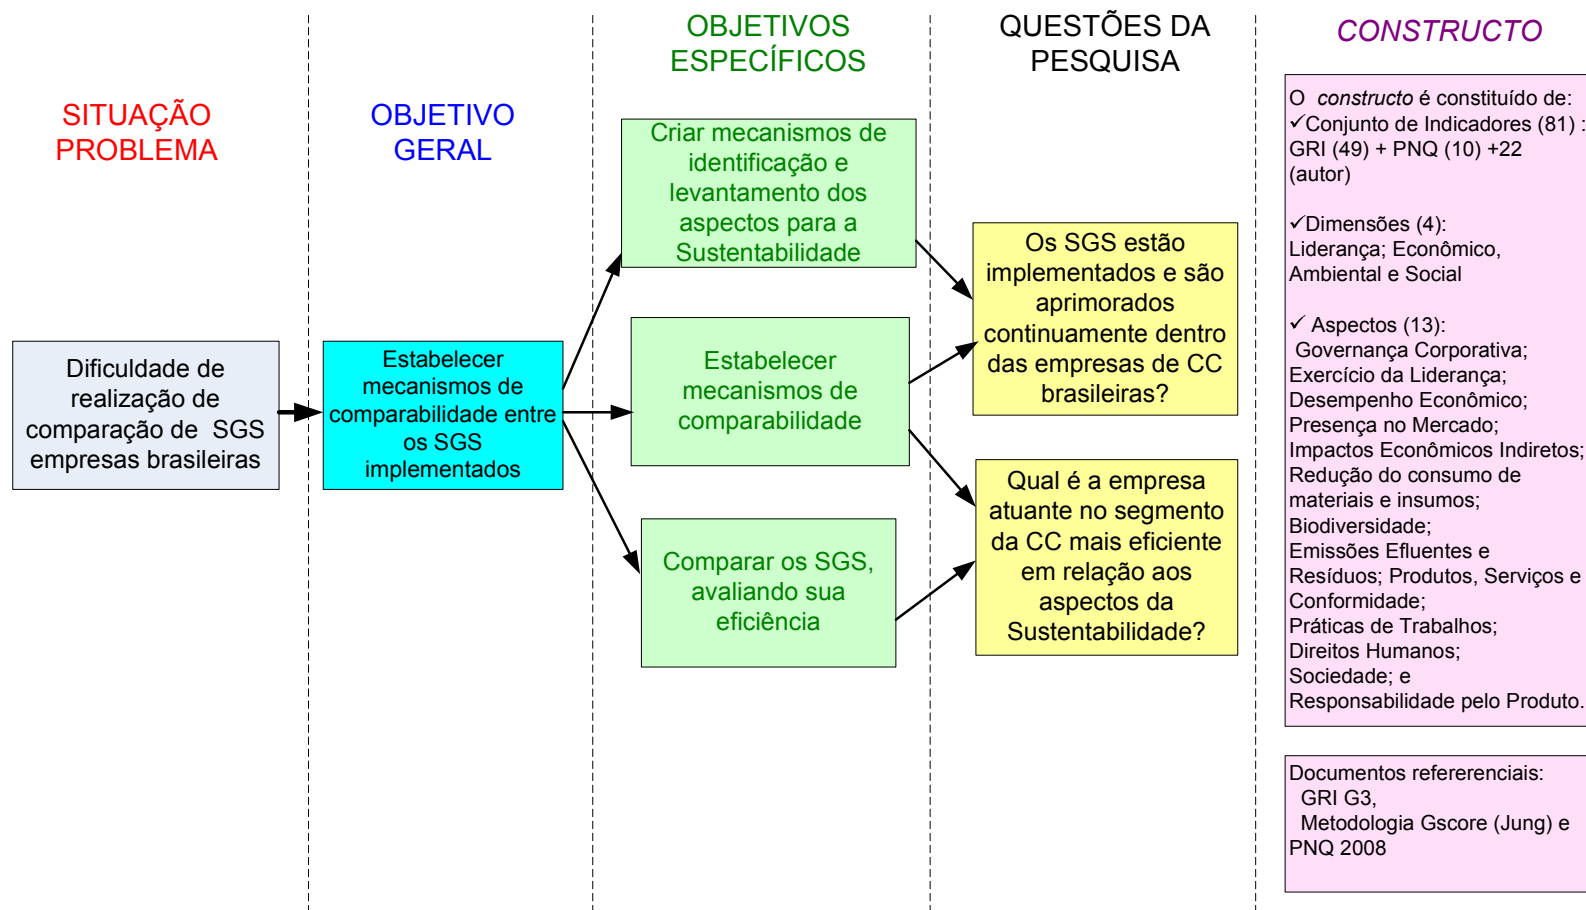 SITUAÇÃO
PROBLEMA
Dificuldade de
realização de
comparação de SGS
empresas brasileiras
OBJETIVO
GERAL
Estabelecer
mecanismos de
comparabilidade entre
os SGS
implementados
OBJETIVOS
ESPECÍFICOS
Criar mecanismos de
identificação e
levantamento dos
aspectos para a
Sustentabilidade
Estabelecer
mecanismos de
comparabilidade
Comparar os SGS,
avaliando sua
eficiência
QUESTÕES DA
PESQUISA
Os SGS estão
implementados e são
aprimorados
continuamente dentro
das empresas de CC
brasileiras?
Qual é a empresa
atuante no segmento
da CC mais eficiente
em relação aos
aspectos da
Sustentabilidade?
CONSTRUCTO
O constructo é constituído de:
✓Conjunto de Indicadores (81) :
GRI (49) + PNQ (10) +22
(autor)
✓Dimensões (4):
Liderança; Econômico,
Ambiental e Social
✓ Aspectos (13):
Governança Corporativa;
Exercício da Liderança;
Desempenho Econômico;
Presença no Mercado;
Impactos Econômicos Indiretos;
Redução do consumo de
materiais e insumos;
Biodiversidade;
Emissões Efluentes e
Resíduos; Produtos, Serviços e
Conformidade;
Práticas de Trabalhos;
Direitos Humanos;
Sociedade; e
Responsabilidade pelo Produto.
Documentos refererenciais:
GRI G3,
Metodologia Gscore (Jung) e
PNQ 2008